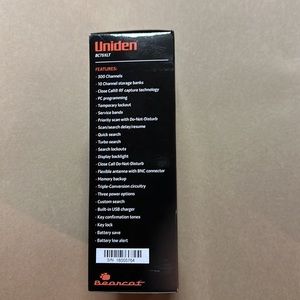 Uniden
BC75XLT
FEATURES:
- 300 Channels
- 10 Channel storage banks
- Close Call® RF capture technology
- PC programming
- Temporary lockout
- Service bands
- Priority scan with Do-Not-Disturb
- Scan/search delay/resume
- Quick search
- Turbo search
- Search lockouts
- Display backlight
- Close Call Do-Not-Disturb
- Flexible antenna with BNC connector
- Memory backup
- Triple-Conversion circuitry
- Three power options
- Custom search
- Built-in USB charger
- Key confirmation tones
- Key lock
- Battery save
- Battery low alert
Bearcat